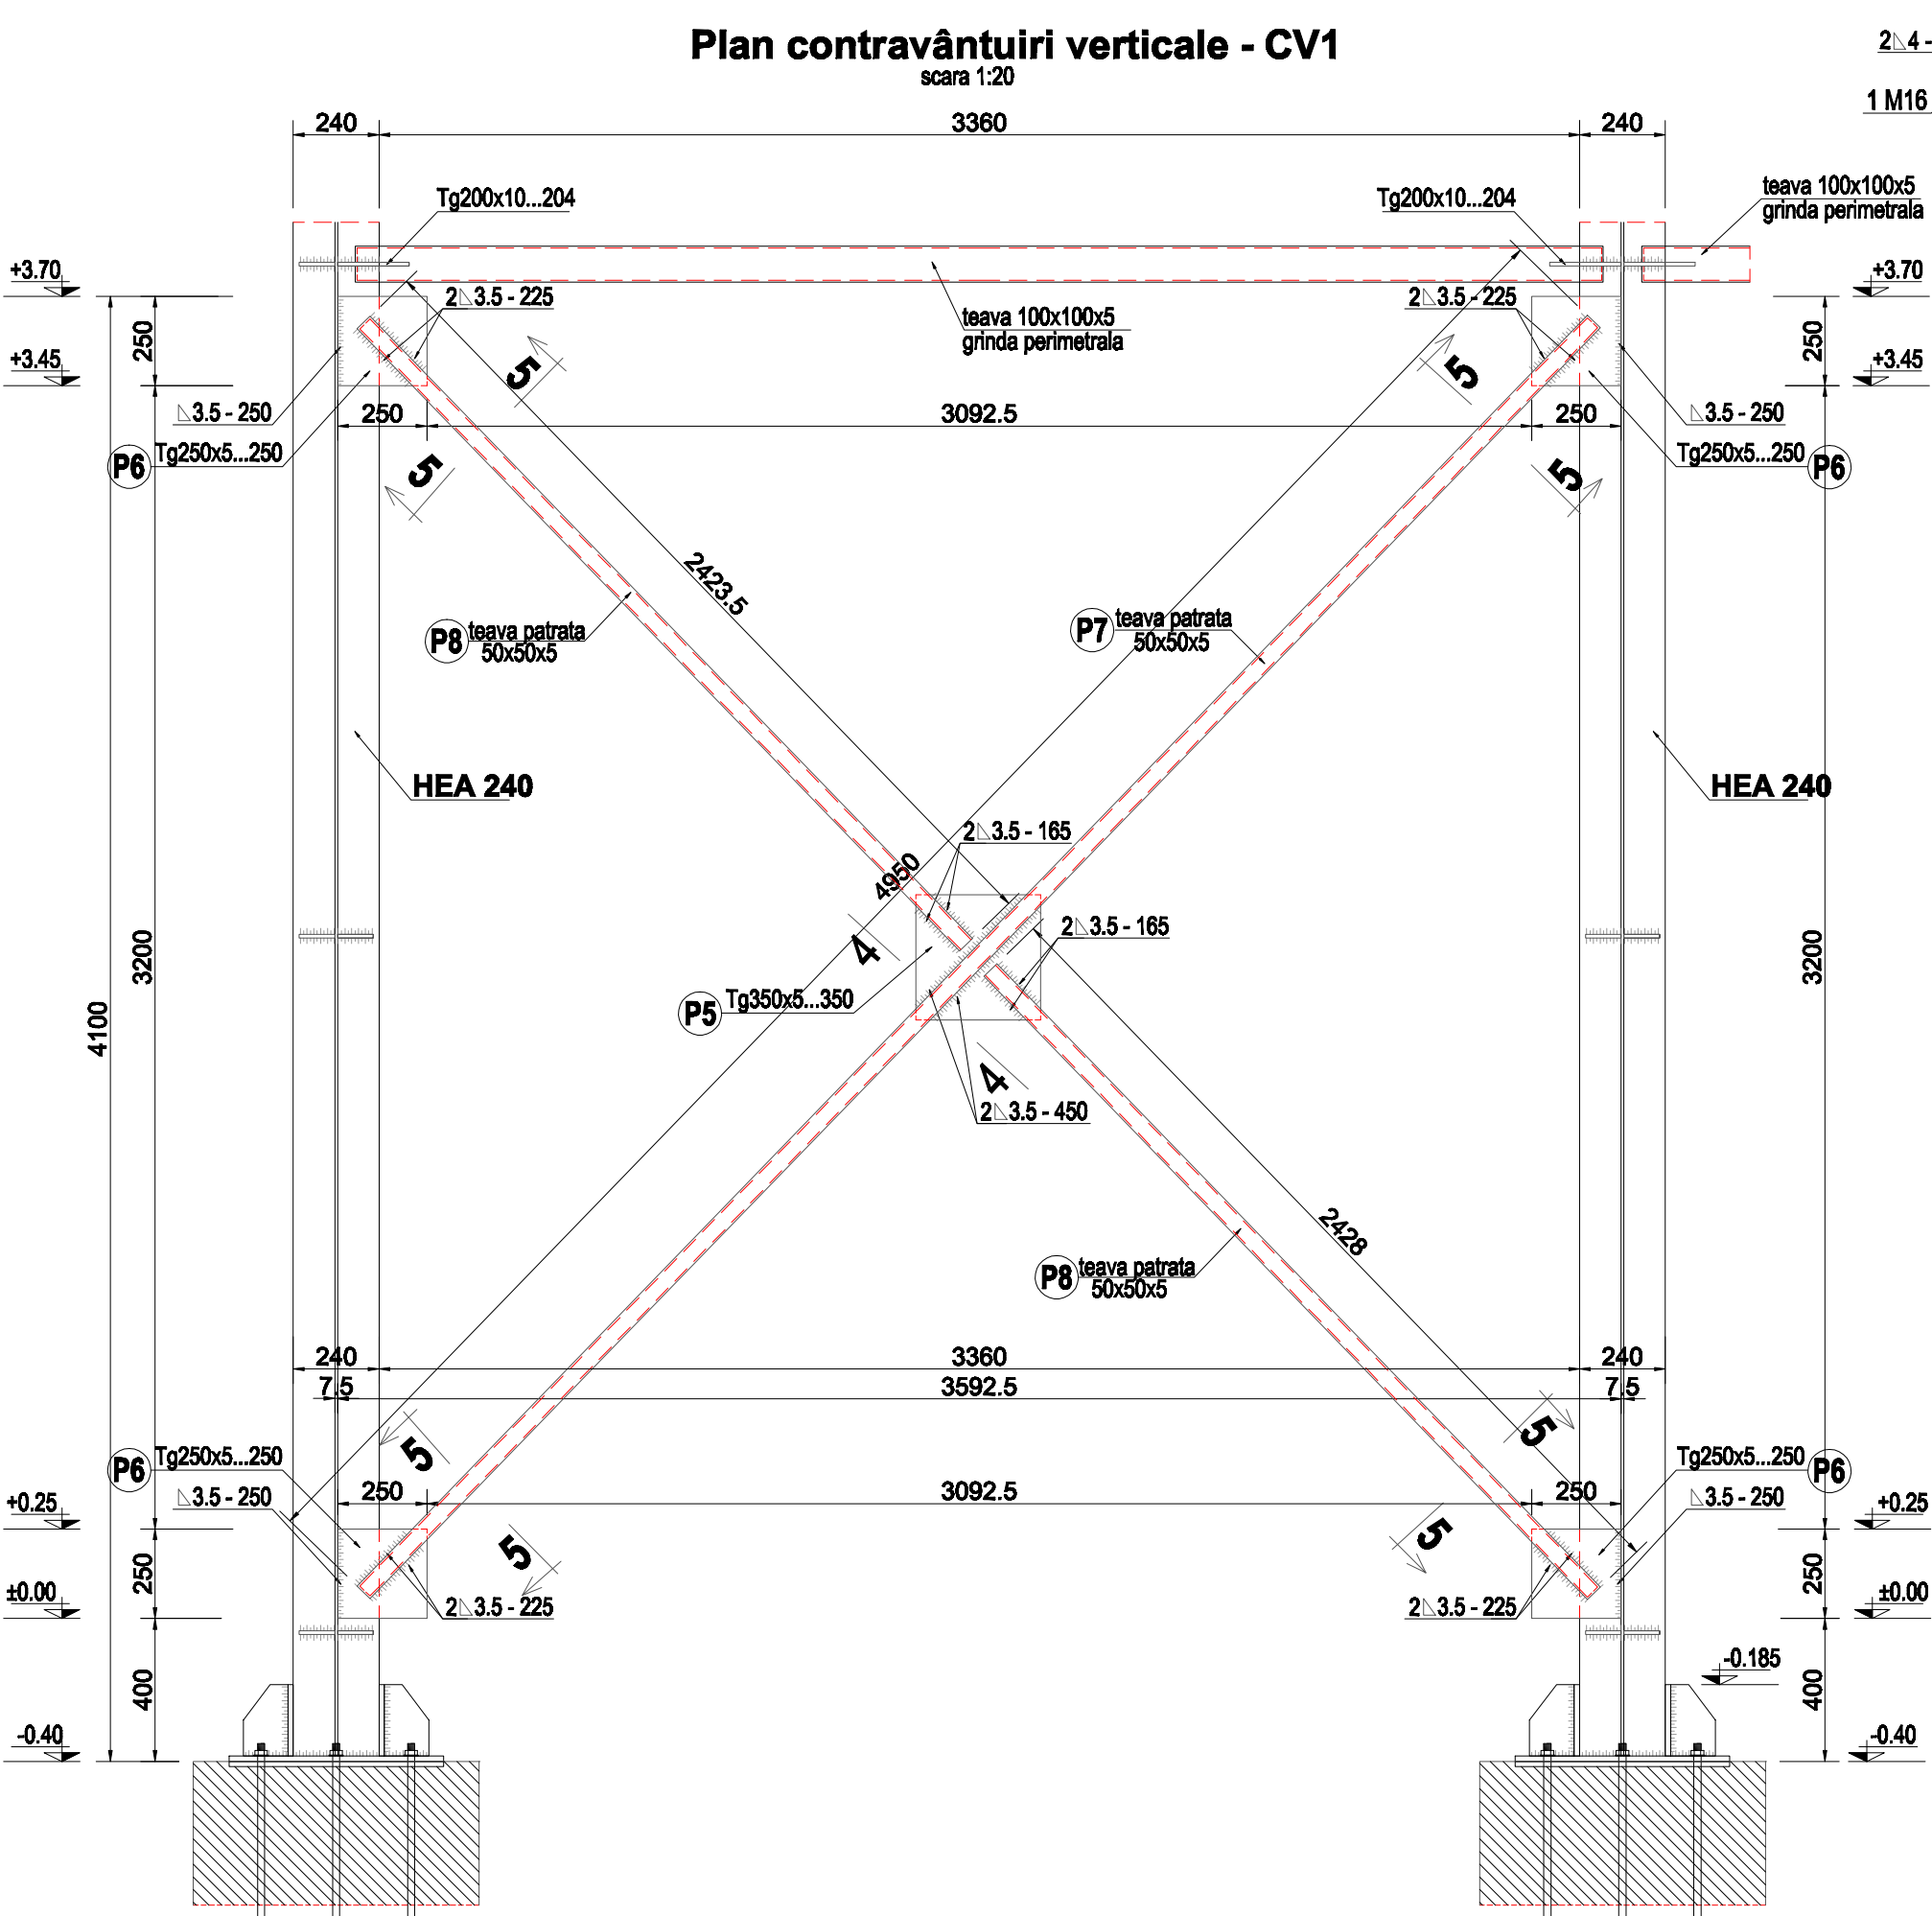 Plan contravântuiri verticale - CV1
scara 1:20
2⊿4 -
1 M16
240
3360
240
Tg200x10...204
Tg200x10...204
teava 100x100x5
grinda perimetrala
+3.70
+3.70
2⊿3.5 - 225
2⊿3.5 - 225
teava 100x100x5
grinda perimetrala
250
250
+3.45
+3.45
5
5
⊿3.5 - 250
250
3092.5
250
⊿3.5 - 250
P6
Tg250x5...250
Tg250x5...250
P6
5
5
2423.5
P8
teava patrata
50x50x5
P7
teava patrata
50x50x5
HEA 240
HEA 240
2⊿3.5 - 165
4950
2⊿3.5 - 165
4
3200
3200
4100
P5
Tg350x5...350
4
2⊿3.5 - 450
2428
P8
teava patrata
50x50x5
240
3360
240
7.5
3592.5
7.5
5
5
P6
Tg250x5...250
Tg250x5...250
P6
⊿3.5 - 250
250
3092.5
250
⊿3.5 - 250
+0.25
+0.25
5
5
250
250
±0.00
±0.00
2⊿3.5 - 225
2⊿3.5 - 225
-0.185
400
400
-0.40
-0.40